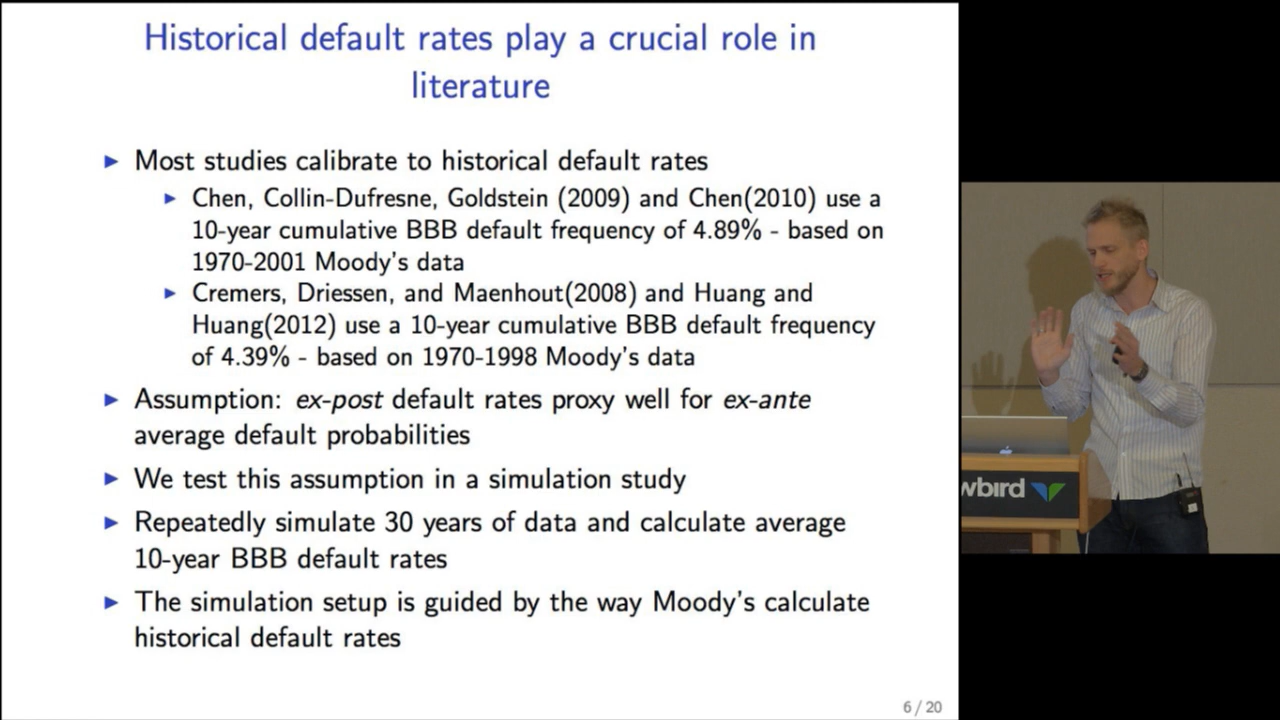 Historical default rates play a crucial role in
literature
► Most studies calibrate to historical default rates
► Chen, Collin-Dufresne, Goldstein (2009) and Chen(2010) use a
10-year cumulative BBB default frequency of 4.89% - based on
1970-2001 Moody's data
► Cremers, Driessen, and Maenhout(2008) and Huang and
Huang(2012) use a 10-year cumulative BBB default frequency
of 4.39% - based on 1970-1998 Moody's data
► Assumption: ex-post default rates proxy well for ex-ante
average default probabilities
► We test this assumption in a simulation study
► Repeatedly simulate 30 years of data and calculate average
10-year BBB default rates
► The simulation setup is guided by the way Moody's calculate
historical default rates
6 / 20
wbird